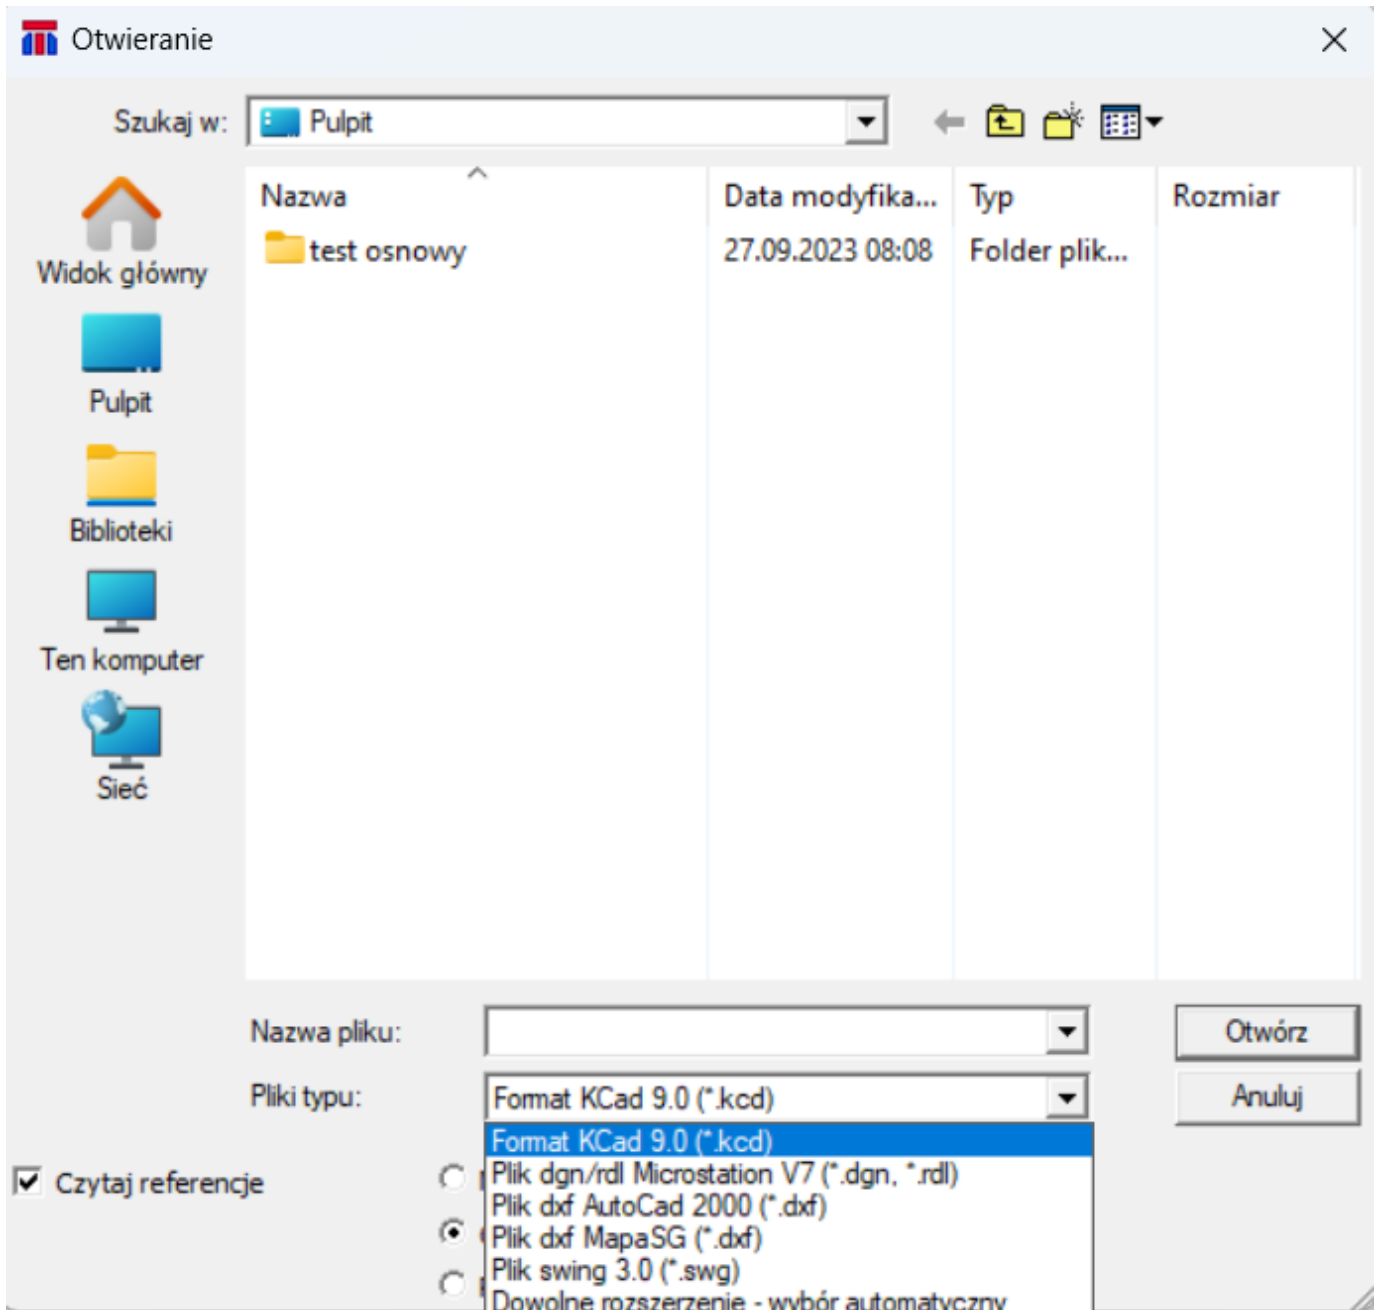 Otwieranie
Szukaj w: Pulpit
Nazwa Data modyfika... Typ Rozmiar
test osnowy 27.09.2023 08:08 Folder plik...
Widok główny
Pulpit
Biblioteki
Ten komputer
Sieć
Nazwa pliku: Otwórz
Pliki typu: Format KCad 9.0 (*.kcd) Anuluj
Format KCad 9.0 (*.kcd)
Plik dgn/rdl Microstation V7 (*.dgn, *.rdl)
Czytaj referencje
Plik dxf AutoCad 2000 (*.dxf)
Plik dxf MapaSG (*.dxf)
Plik swing 3.0 (*.swg)
Dowolne rozszerzenie - wybór automatyczny